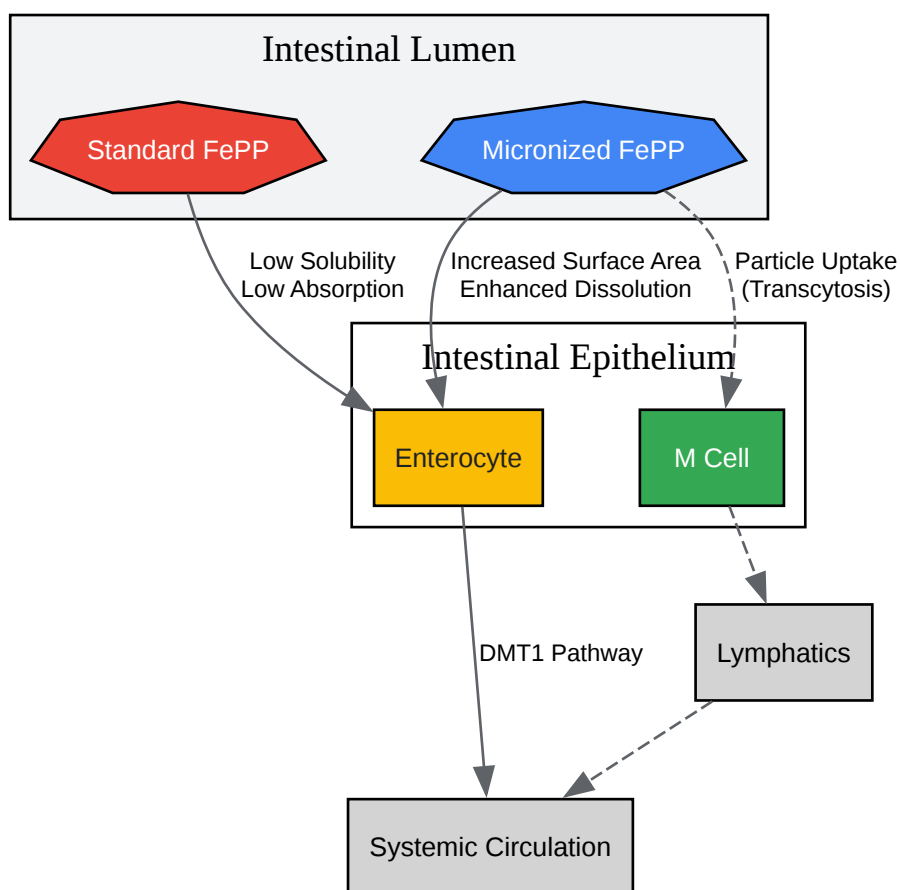 Intestinal Lumen
Standard FePP
Micronized FePP
Low Solubility
Low Absorption
Increased Surface Area
Enhanced Dissolution
Particle Uptake
(Transcytosis)
Intestinal Epithelium
Enterocyte
M Cell
DMT1 Pathway
Lymphatics
Systemic Circulation